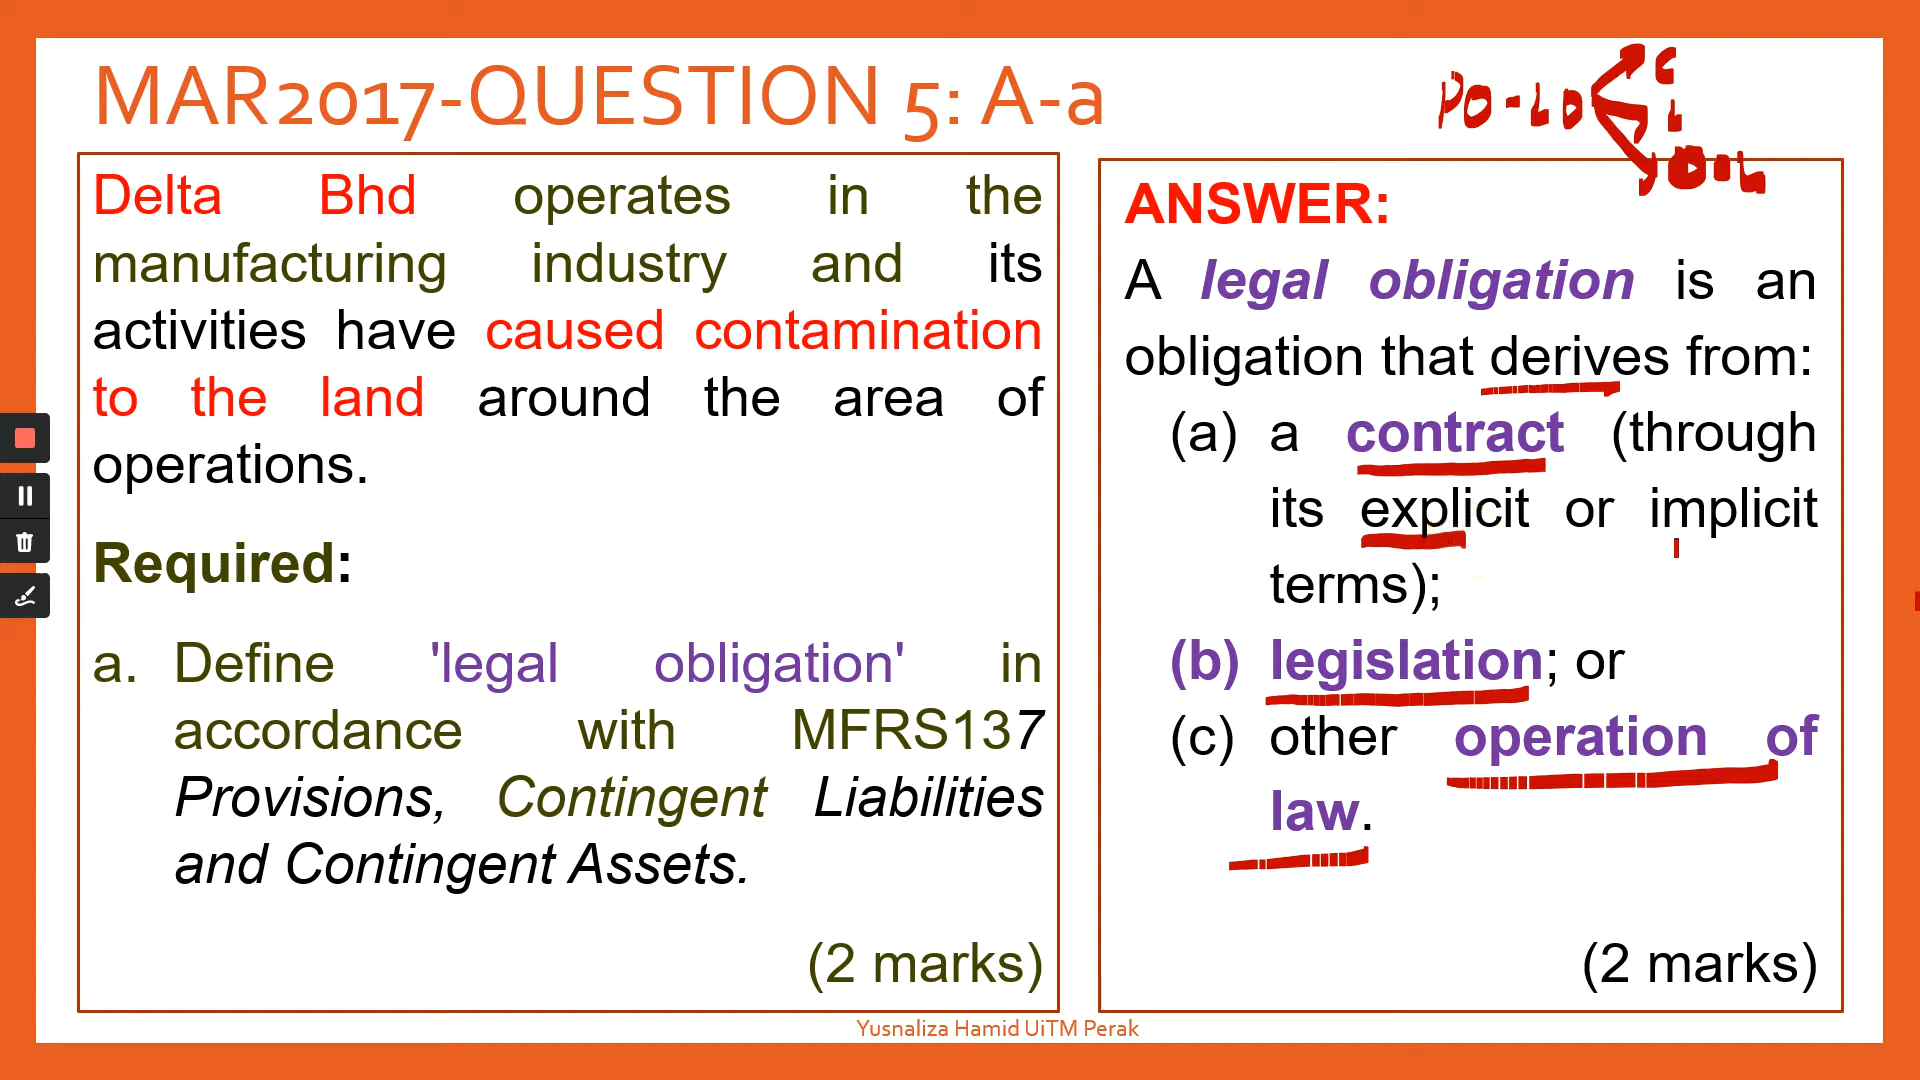 MAR2017-QUESTION 5: A-a
PO-LO
C
L
OO-L
Delta Bhd operates in the
manufacturing industry and its
activities have caused contamination
to the land around the area of
operations.
Required:
a. Define 'legal obligation' in
accordance with MFRS137
Provisions, Contingent Liabilities
and Contingent Assets.
(2 marks)
ANSWER:
A legal obligation is an
obligation that derives from:
(a) a contract (through
its explicit or implicit
terms);
(b) legislation; or
(c) other operation of
law.
(2 marks)
Yusnaliza Hamid UiTM Perak